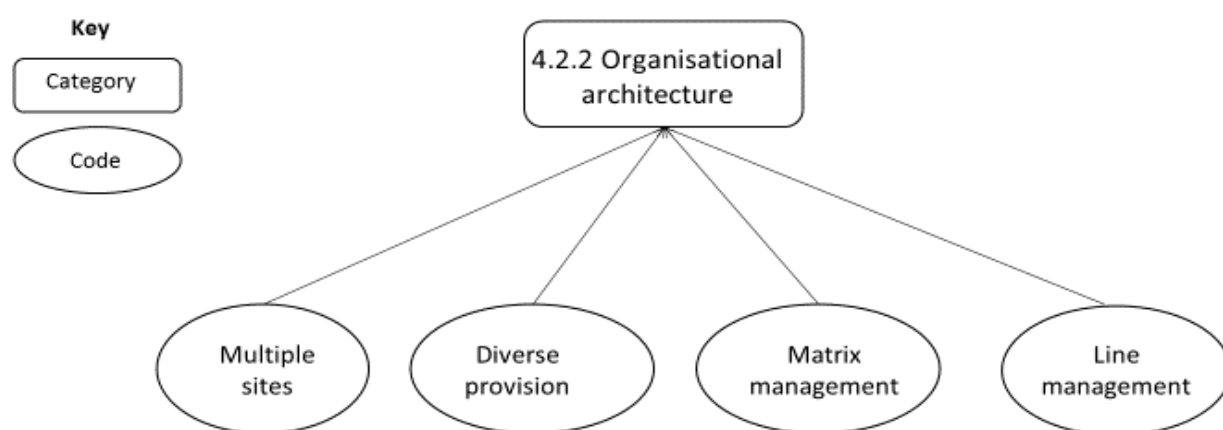 Key
Category
Code
4.2.2 Organisational
architecture
Multiple
sites
Diverse
provision
Matrix
management
Line
management